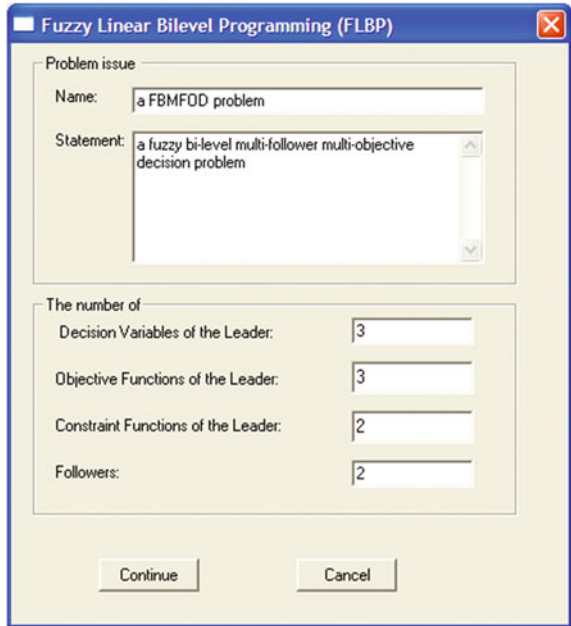 Fuzzy Linear Bilevel Programming (FLBP)
Problem issue
Name: a FBMFOD problem
Statement: a fuzzy bi-level multi-follower multi-objective
decision problem
The number of
Decision Variables of the Leader: 3
Objective Functions of the Leader: 3
Constraint Functions of the Leader: 2
Followers: 2
Continue Cancel